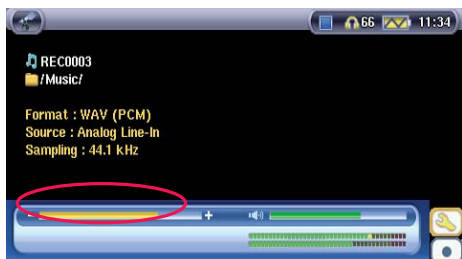 66 11:34
REC0003
/Music/
Format : WAV (PCM)
Source : Analog Line-In
Sampling : 44.1 kHz
- +